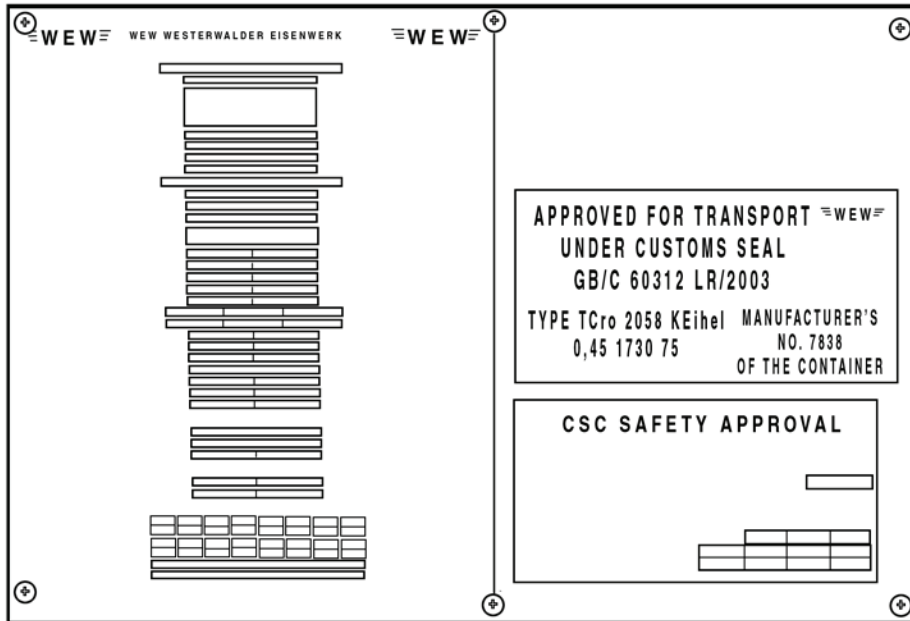 WEW WEW WESTERWALDER EISENWERK WEW
APPROVED FOR TRANSPORT WEW
UNDER CUSTOMS SEAL
GB/C 60312 LR/2003
TYPE TCro 2058 KEihel
0,45 1730 75
MANUFACTURER'S
NO. 7838
OF THE CONTAINER
CSC SAFETY APPROVAL